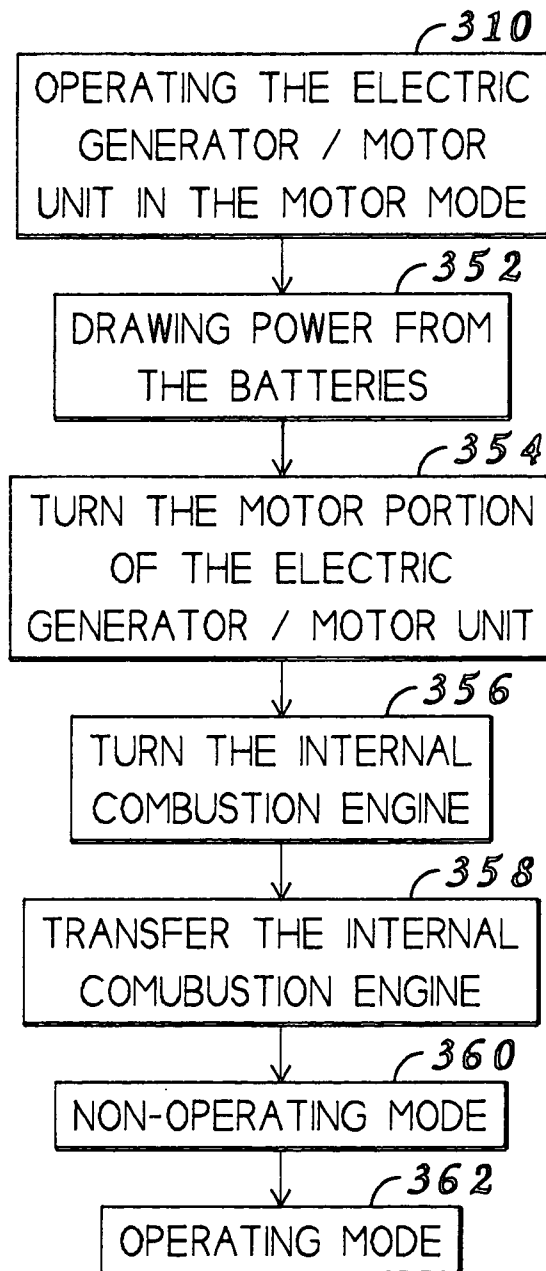 310
OPERATING THE ELECTRIC
GENERATOR / MOTOR
UNIT IN THE MOTOR MODE
352
DRAWING POWER FROM
THE BATTERIES
354
TURN THE MOTOR PORTION
OF THE ELECTRIC
GENERATOR / MOTOR UNIT
356
TURN THE INTERNAL
COMBUSTION ENGINE
358
TRANSFER THE INTERNAL
COMUBUSTION ENGINE
360
NON-OPERATING MODE
362
OPERATING MODE